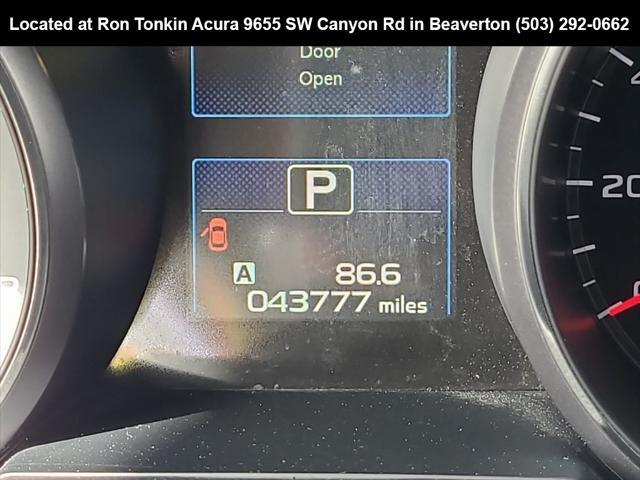 Located at Ron Tonkin Acura 9655 SW Canyon Rd in Beaverton (503) 292-0662
Door
Open
P
A 86.6
043777 miles
20